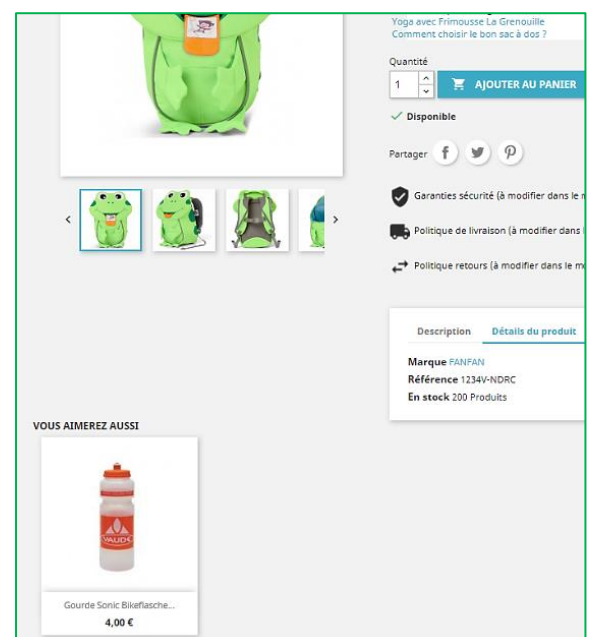 Yoga avec Frimousse La Grenouille
Comment choisir le bon sac à dos ?
Quantité
1
AJOUTER AU PANIER
Disponible
Partager
Garanties sécurité (à modifier dans le
Politique de livraison (à modifier dans
Politique retours (à modifier dans le
Description Détails du produit
Marque FANFAN
Référence 1234V-NDRC
En stock 200 Produits
VOUS AIMEREZ AUSSI
VAUDE
Gourde Sonic Bikeflasche...
4,00 €